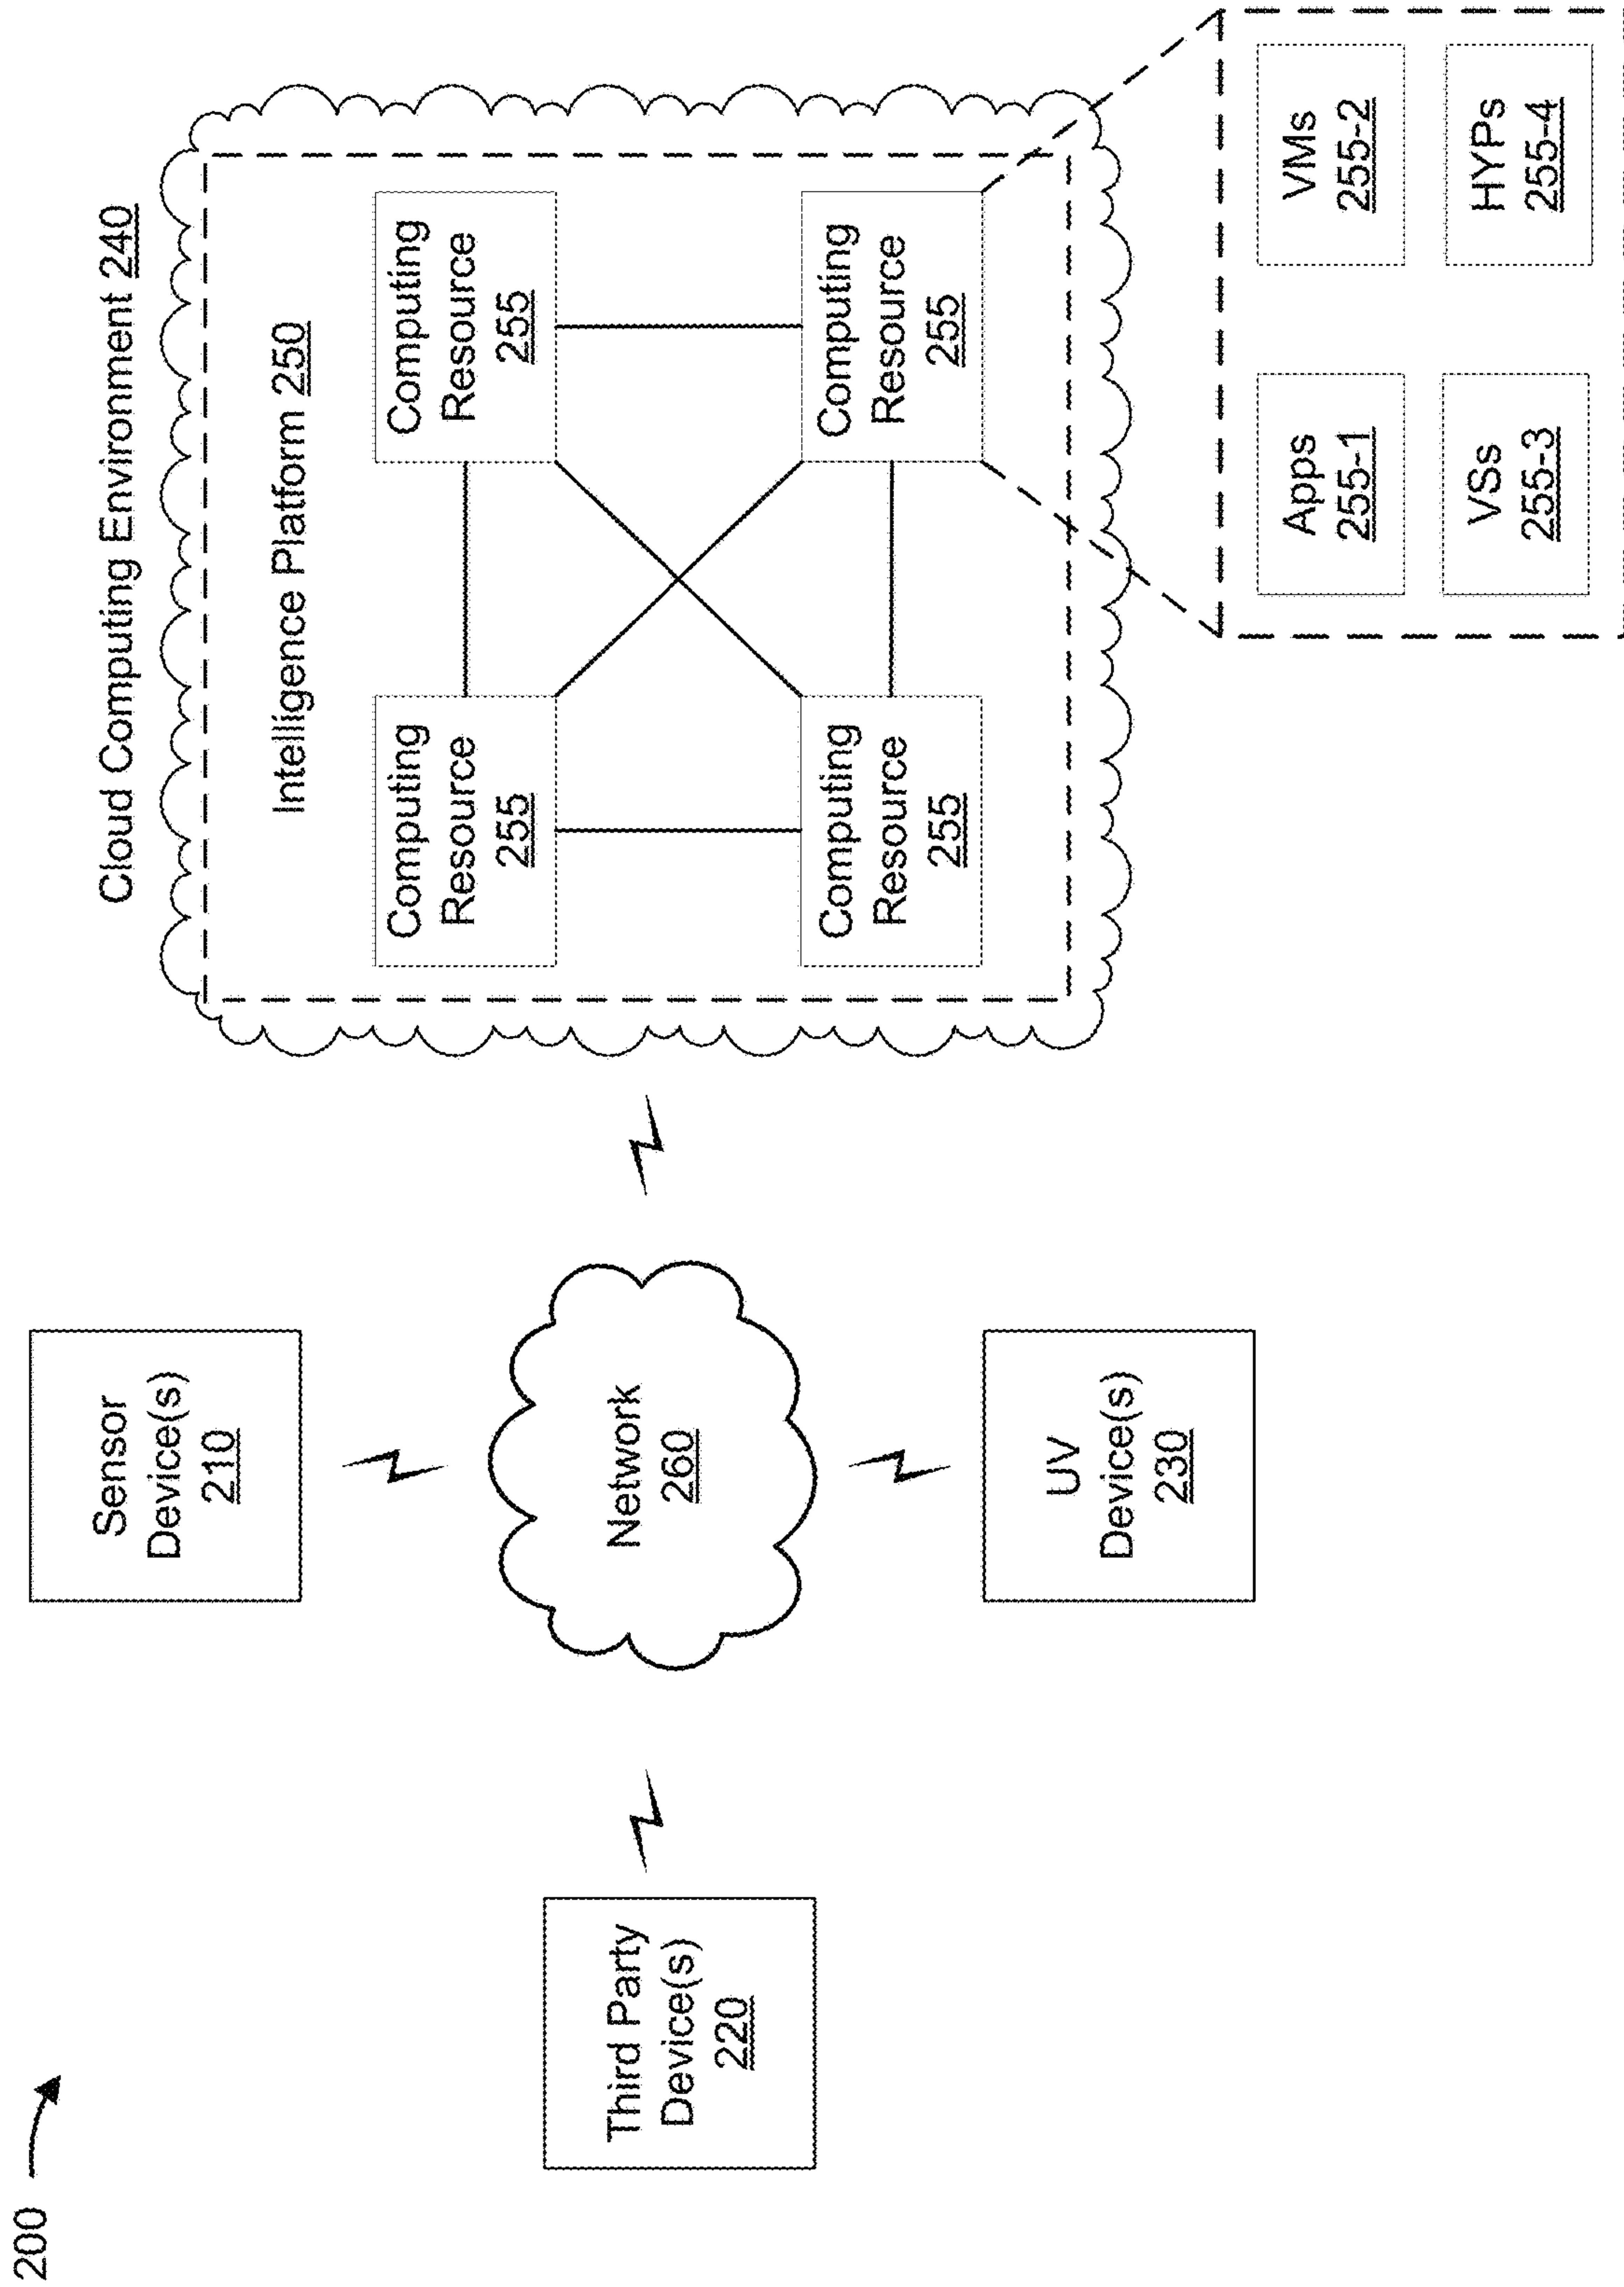 200
Cloud Computing Environment 240
Sensor
Device(s)
210
Intelligence Platform 250
Computing
Resource
255
Computing
Resource
255
Third Party
Device(s)
220
Network
260
Computing
Resource
255
Computing
Resource
255
UV
Device(s)
230
Apps
255-1
VMs
255-2
VSs
255-3
HYPs
255-4